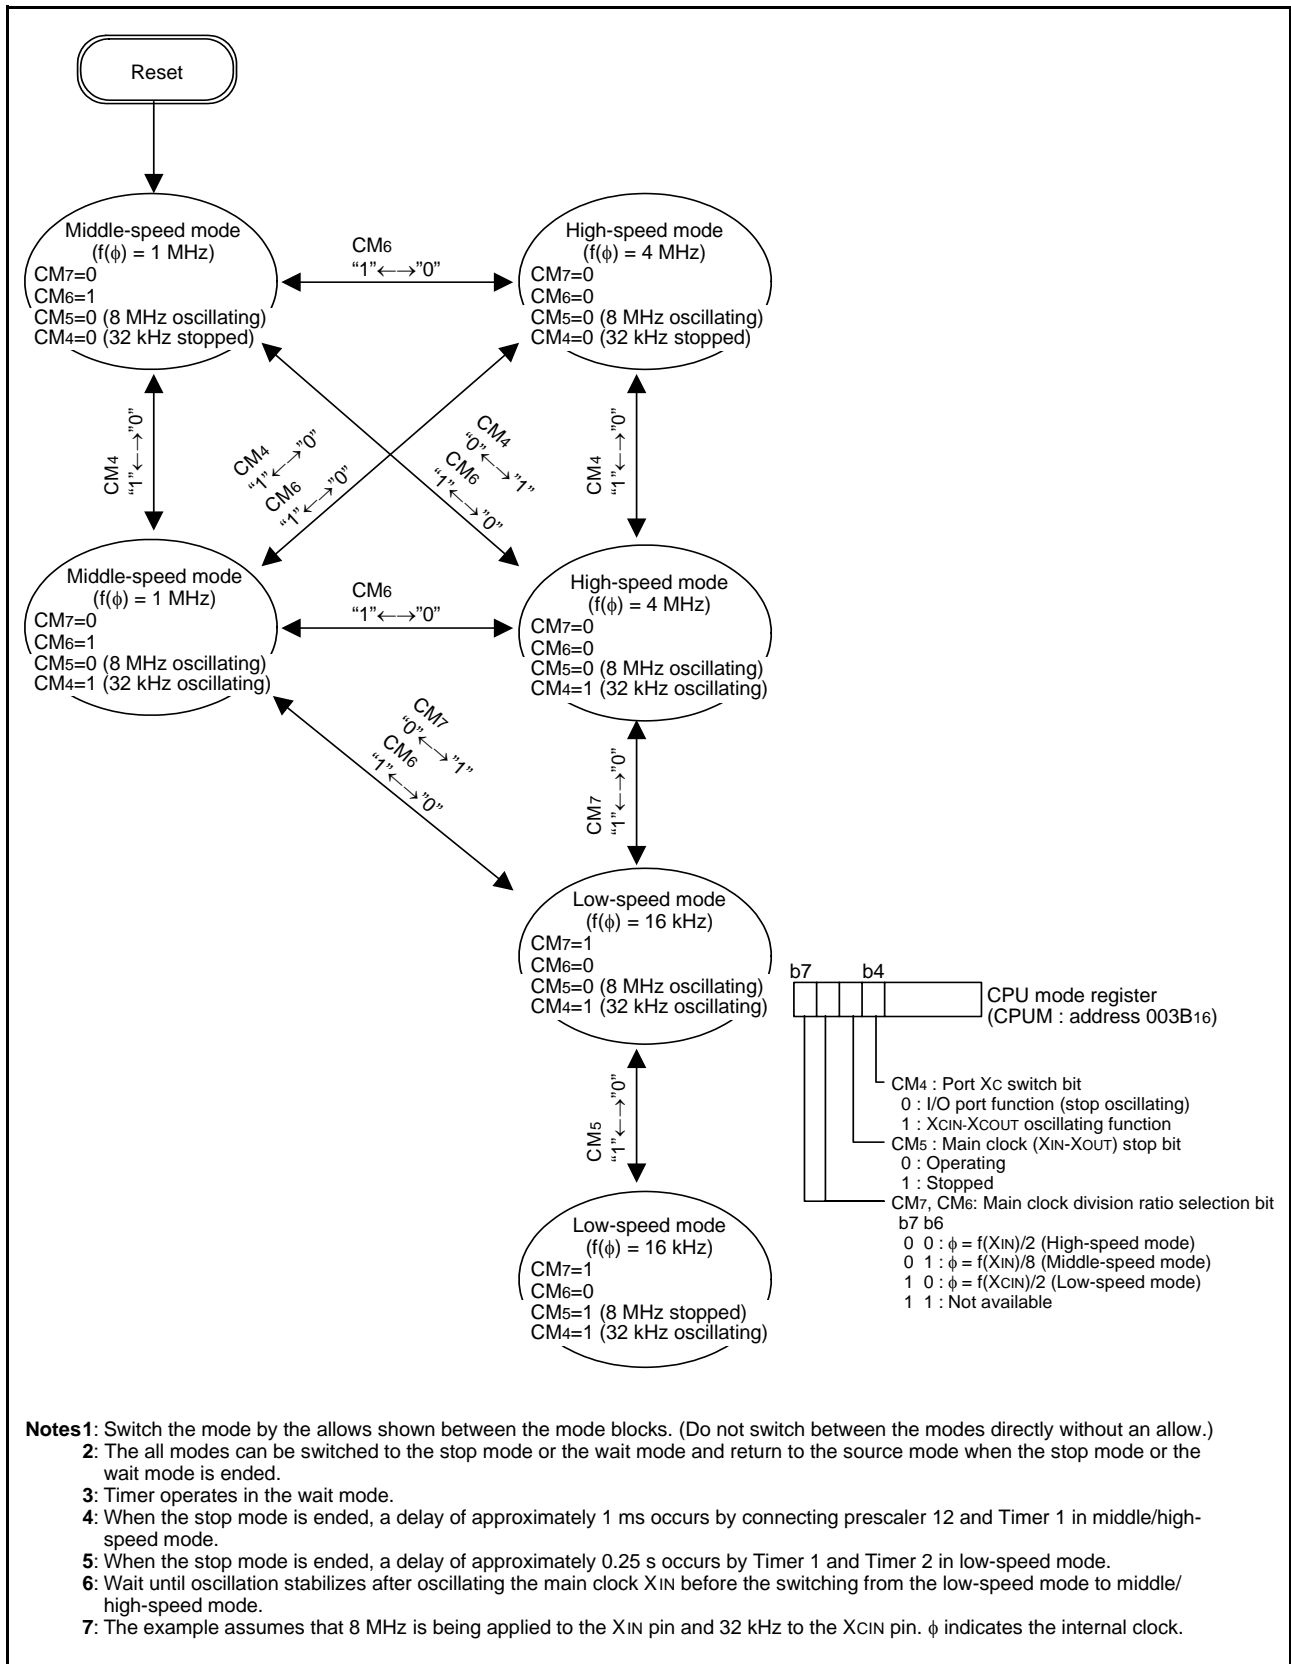 Reset
Middle-speed mode
(f(ϕ) = 1 MHz)
CM7=0
CM6=1
CM5=0 (8 MHz oscillating)
CM4=0 (32 kHz stopped)
CM6
“1”←→”0”
High-speed mode
(f(ϕ) = 4 MHz)
CM7=0
CM6=0
CM5=0 (8 MHz oscillating)
CM4=0 (32 kHz stopped)
CM4
“1”←→”0”
CM4
“1”←→”0”
CM6
“1”←→”0”
CM4
“0”←→”1”
CM6
“1”←→”0”
CM4
“1”←→”0”
Middle-speed mode
(f(ϕ) = 1 MHz)
CM7=0
CM6=1
CM5=0 (8 MHz oscillating)
CM4=1 (32 kHz oscillating)
CM6
“1”←→”0”
High-speed mode
(f(ϕ) = 4 MHz)
CM7=0
CM6=0
CM5=0 (8 MHz oscillating)
CM4=1 (32 kHz oscillating)
CM7
“0”←→”1”
CM6
“1”←→”0”
CM7
“1”←→”0”
Low-speed mode
(f(ϕ) = 16 kHz)
CM7=1
CM6=0
CM5=0 (8 MHz oscillating)
CM4=1 (32 kHz oscillating)
CM5
“1”←→”0”
Low-speed mode
(f(ϕ) = 16 kHz)
CM7=1
CM6=0
CM5=1 (8 MHz stopped)
CM4=1 (32 kHz oscillating)
b7 b4
CPU mode register
(CPUM : address 003B16)
CM4 : Port XC switch bit
0 : I/O port function (stop oscillating)
1 : XCIN-XCOUT oscillating function
CM5 : Main clock (XIN-XOUT) stop bit
0 : Operating
1 : Stopped
CM7, CM6: Main clock division ratio selection bit
b7 b6
0 0 : ϕ = f(XIN)/2 (High-speed mode)
0 1 : ϕ = f(XIN)/8 (Middle-speed mode)
1 0 : ϕ = f(XCIN)/2 (Low-speed mode)
1 1 : Not available
Notes1: Switch the mode by the allows shown between the mode blocks. (Do not switch between the modes directly without an allow.)
2: The all modes can be switched to the stop mode or the wait mode and return to the source mode when the stop mode or the
wait mode is ended.
3: Timer operates in the wait mode.
4: When the stop mode is ended, a delay of approximately 1 ms occurs by connecting prescaler 12 and Timer 1 in middle/high-
speed mode.
5: When the stop mode is ended, a delay of approximately 0.25 s occurs by Timer 1 and Timer 2 in low-speed mode.
6: Wait until oscillation stabilizes after oscillating the main clock XIN before the switching from the low-speed mode to middle/
high-speed mode.
7: The example assumes that 8 MHz is being applied to the XIN pin and 32 kHz to the XCIN pin. ϕ indicates the internal clock.